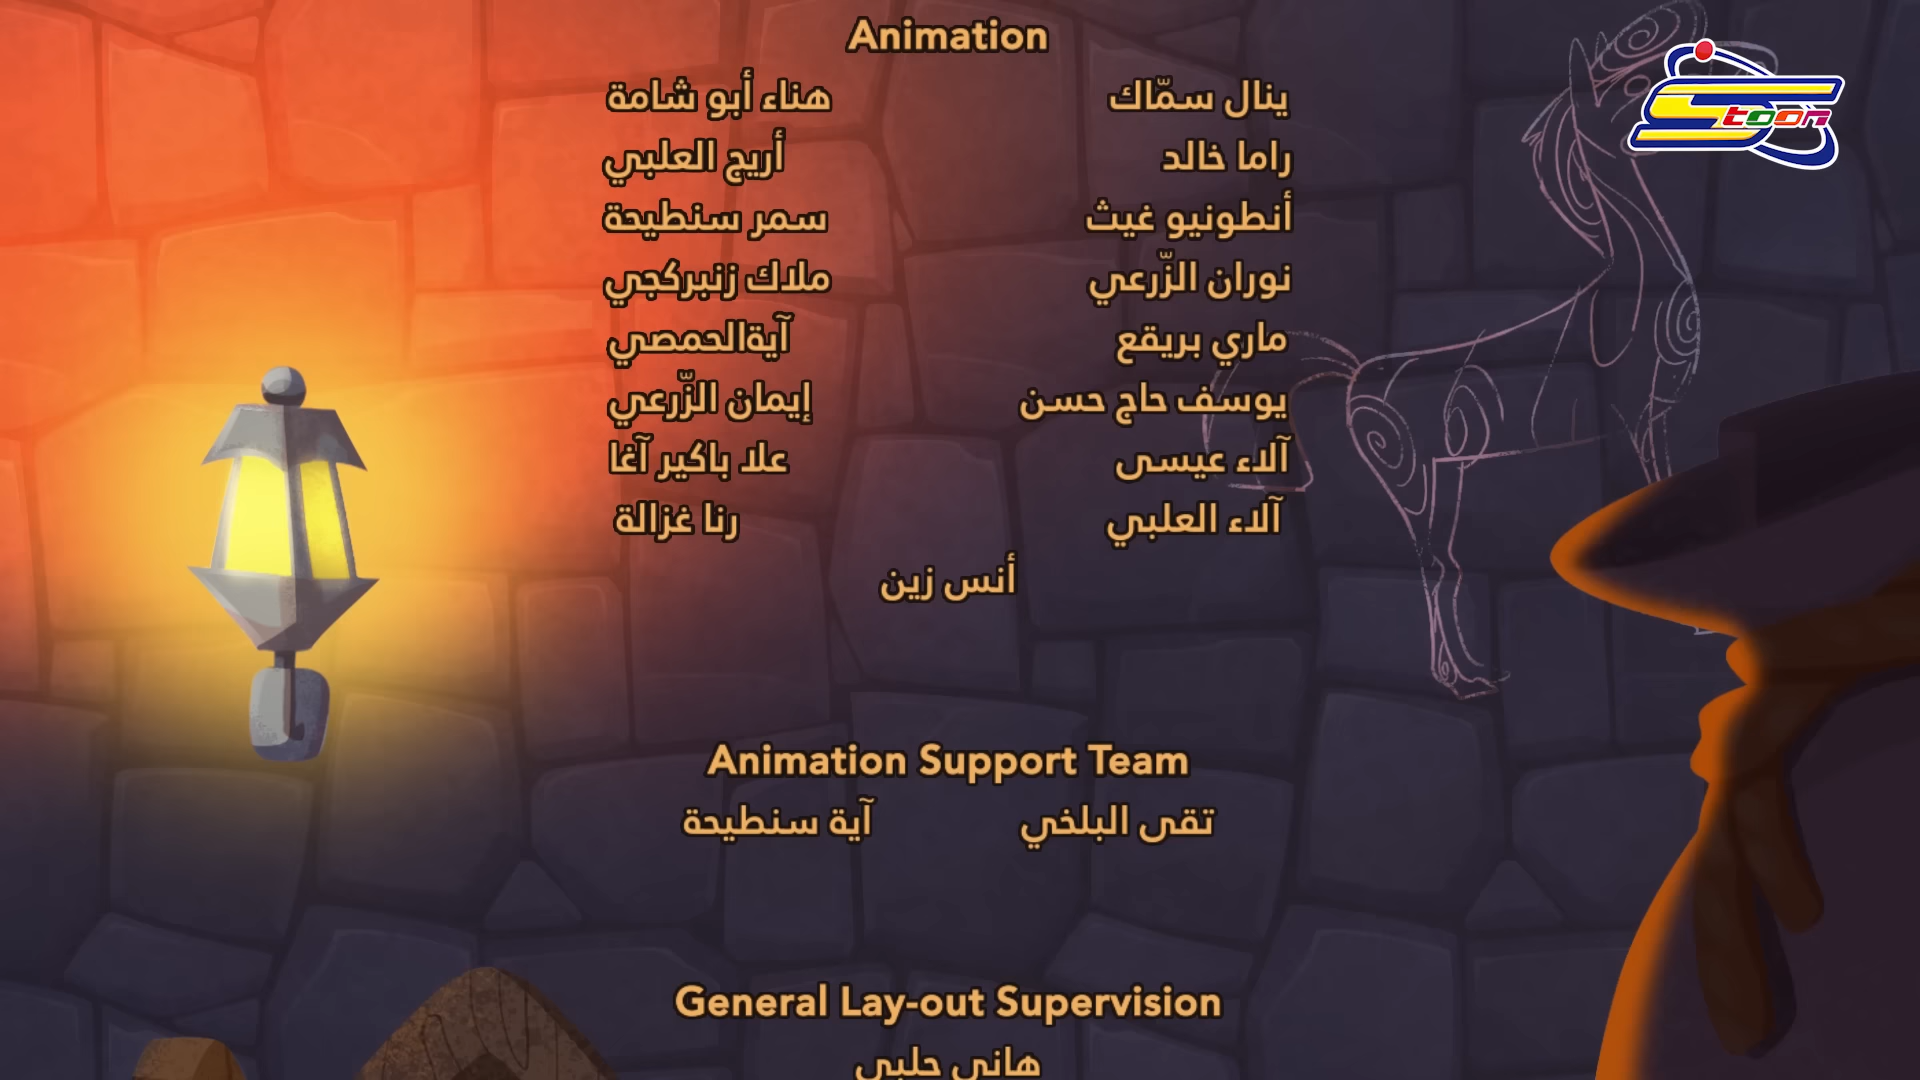 Animation
ينال سمّاك هناء أبو شامة
راما خالد أريج العلبي
أنطونيو غيث سمر سنطيحة
نوران الزّرعي ملاك زنبركجي
ماري بريقع آيةالحمصي
يوسف حاج حسن إيمان الزّرعي
آلاء عيسى علا باكير آغا
آلاء العلبي رنا غزالة
أنس زين
Animation Support Team
تقى البلخي آية سنطيحة
General Lay-out Supervision
هاني حلبي
Stoon